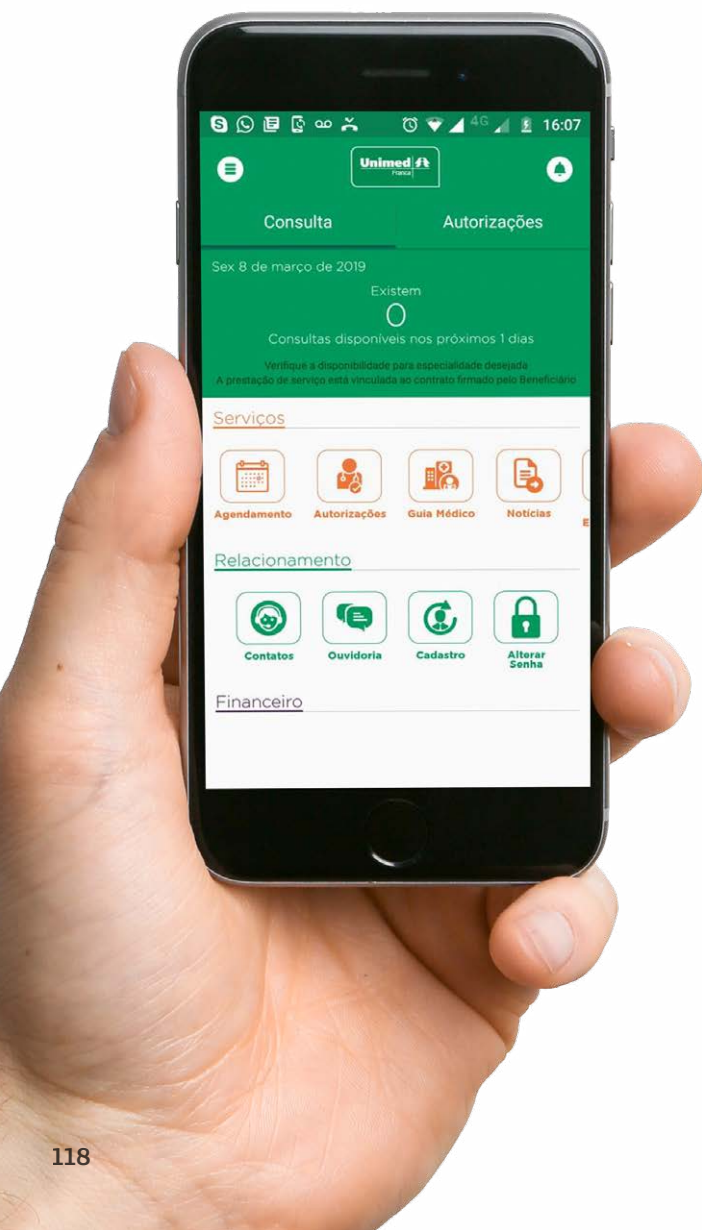 4G 16:07
Unimed
Franca
Consulta Autorizações
Sex 8 de março de 2019
Existem
0
Consultas disponíveis nos próximos 1 dias
Verifique a disponibilidade para especialidade desejada
A prestação de serviço está vinculada ao contrato firmado pelo Beneficiário
Serviços
Agendamento Autorizações Guia Médico Notícias E
Relacionamento
Contatos Ouvidoria Cadastro Alterar
Senha
Financeiro
118